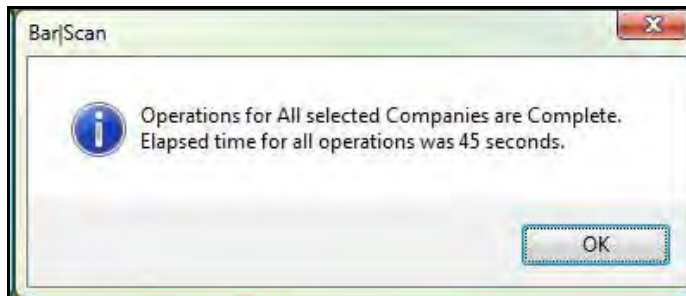 Bar|Scan
Operations for All selected Companies are Complete.
Elapsed time for all operations was 45 seconds.
OK